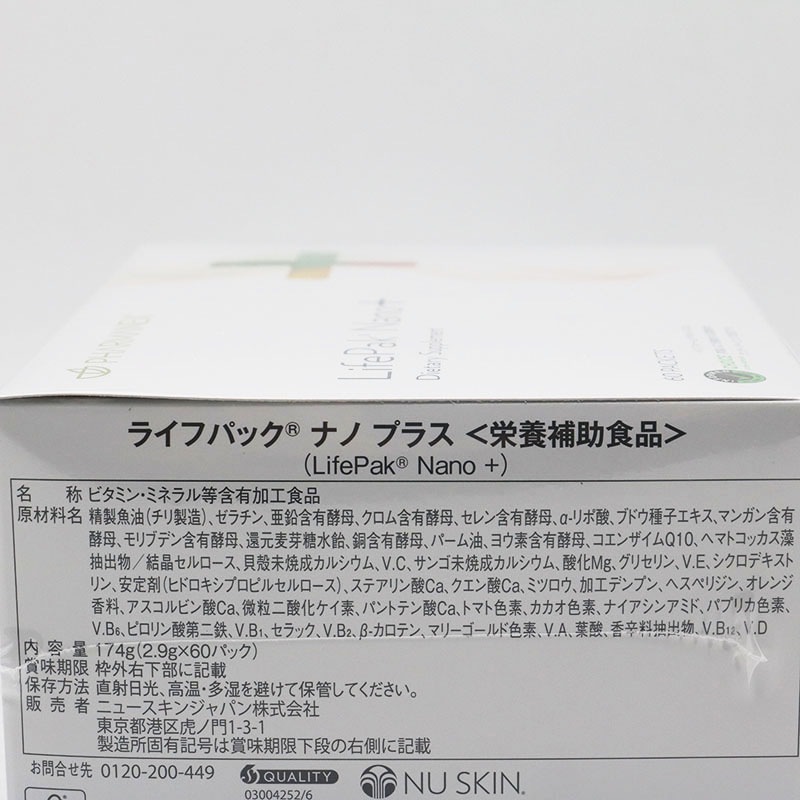 PHARMANEX
LifePak Nano +
Dietary Supplement
60 PACKETS
ライフパック® ナノ プラス <栄養補助食品>
(LifePak® Nano +)
名 称 ビタミン・ミネラル等含有加工食品
原材料名 精製魚油(チリ製造)、ゼラチン、亜鉛含有酵母、クロム含有酵母、セレン含有酵母、α-リポ酸、ブドウ種子エキス、マンガン含有
酵母、モリブデン含有酵母、還元麦芽糖水飴、銅含有酵母、パーム油、ヨウ素含有酵母、コエンザイムQ10、ヘマトコッカス藻
抽出物/結晶セルロース、貝殻未焼成カルシウム、V.C、サンゴ未焼成カルシウム、酸化Mg、グリセリン、V.E、シクロデキスト
リン、安定剤(ヒドロキシプロピルセルロース)、ステアリン酸Ca、クエン酸Ca、ミツロウ、加工デンプン、ヘスペリジン、オレンジ
香料、アスコルビン酸Ca、微粒二酸化ケイ素、パントテン酸Ca、トマト色素、カカオ色素、ナイアシンアミド、パプリカ色素、
V.B₆、ピロリン酸第二鉄、V.B₁、セラック、V.B₂、β-カロテン、マリーゴールド色素、V.A、葉酸、香辛料抽出物、V.B₁₂、V.D
内 容 量 174g(2.9g×60パック)
賞味期限 枠外右下部に記載
保存方法 直射日光、高温・多湿を避けて保管してください。
販 売 者 ニュースキンジャパン株式会社
東京都港区虎ノ門1-3-1
製造所固有記号は賞味期限下段の右側に記載
お問合せ先 0120-200-449
S QUALITY
03004252/6
NU SKIN®